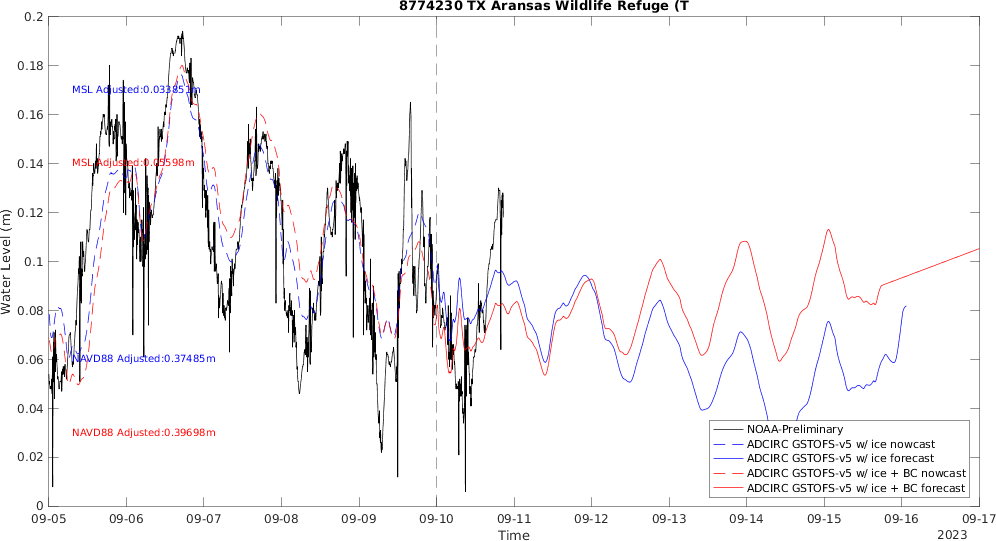 8774230 TX Aransas Wildlife Refuge (T
0.2
0.18
0.16
0.14
0.12
0.1
0.08
0.06
0.04
0.02
0
Water Level (m)
MSL Adjusted:0.033851m
MSL Adjusted:0.05598m
NAVD88 Adjusted:0.37485m
NAVD88 Adjusted:0.39698m
NOAA-Preliminary
ADCIRC GSTOFS-v5 w/ ice nowcast
ADCIRC GSTOFS-v5 w/ ice forecast
ADCIRC GSTOFS-v5 w/ ice + BC nowcast
ADCIRC GSTOFS-v5 w/ ice + BC forecast
09-05 09-06 09-07 09-08 09-09 09-10 09-11 09-12 09-13 09-14 09-15 09-16 09-17
Time
2023